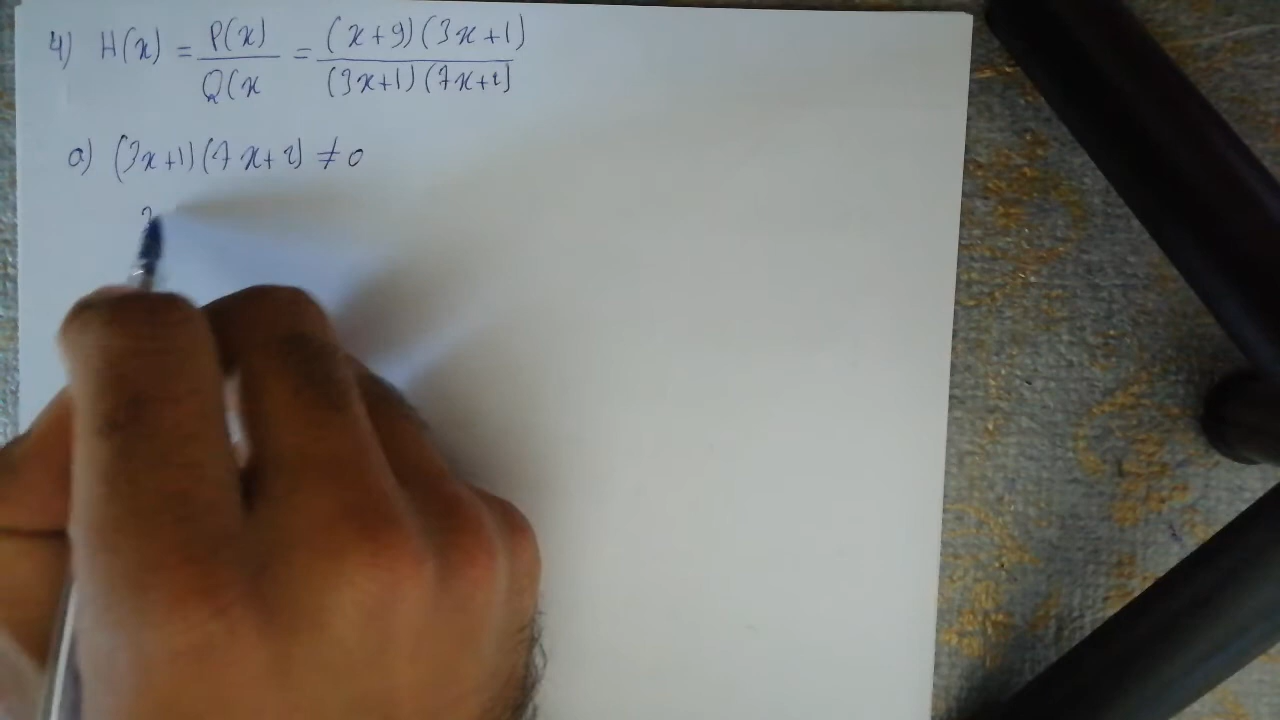 4) H(x) = P(x)/Q(x = (x+9)(3x+1)/(3x+1)(7x+2)
a) (3x+1)(7x+2) ≠ 0